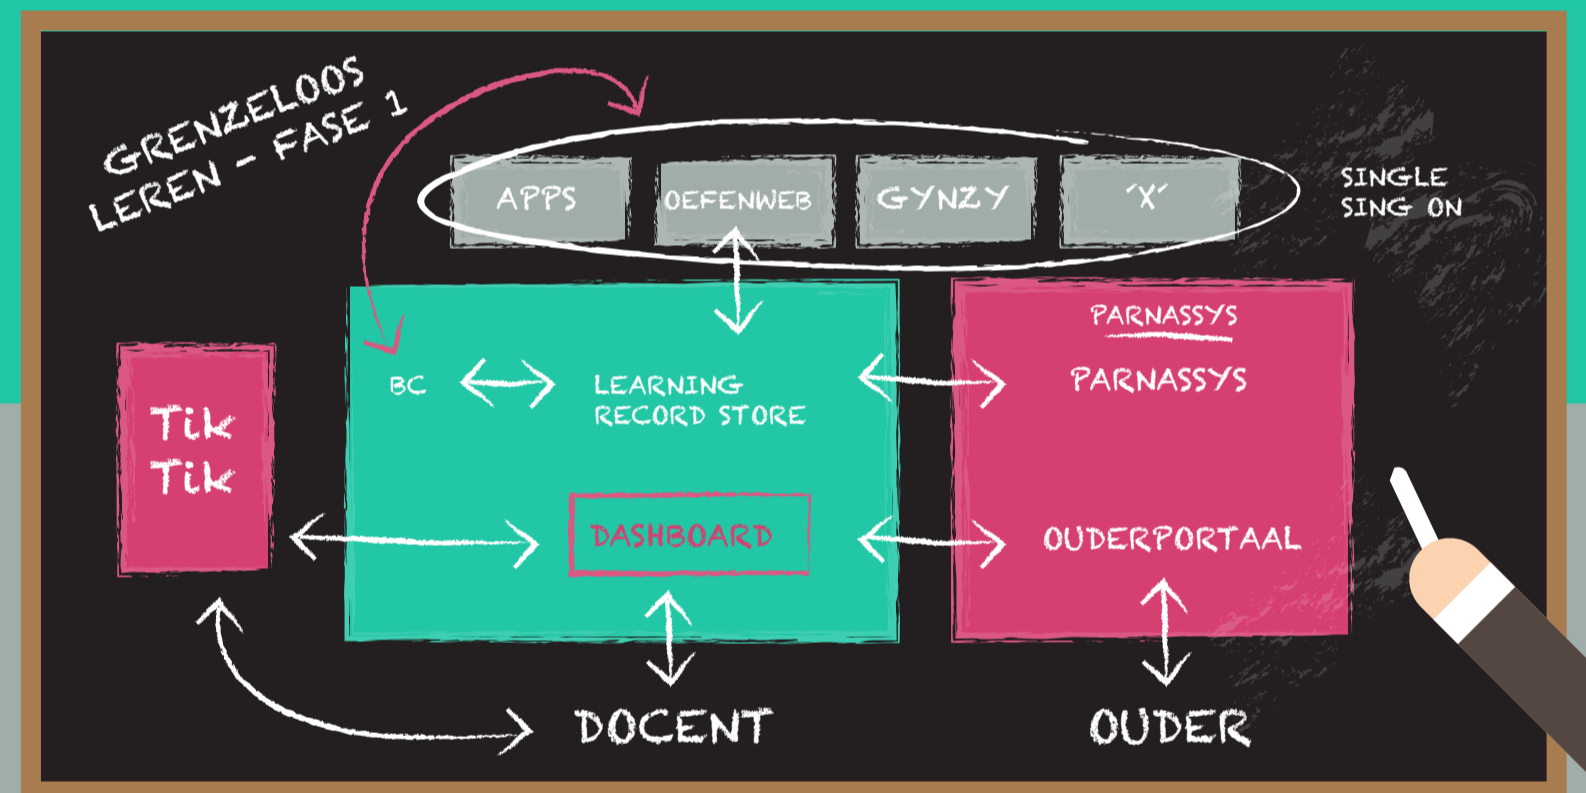 GRENZELOOS
LEREN - FASE 1
APPS
OEFENWEB
GYNZY
'X'
SINGLE
SING ON
PARNASSYS
PARNASSYS
BC
LEARNING
RECORD STORE
Tik
Tik
DASHBOARD
OUDERPORTAAL
DOCENT
OUDER